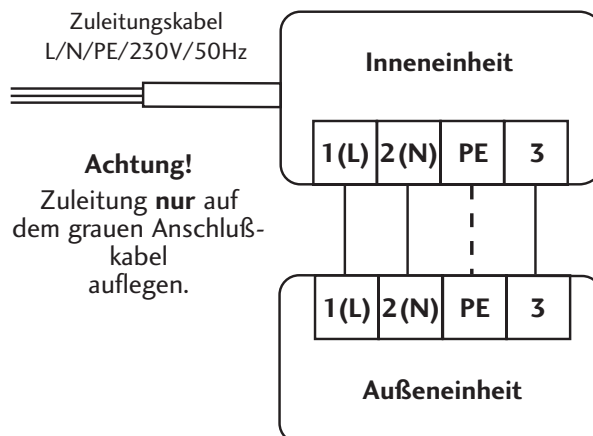 Zuleitungskabel
L/N/PE/230V/50Hz
Inneneinheit
1(L) 2(N) PE 3
Achtung!
Zuleitung nur auf
dem grauen Anschluß-
kabel
auflegen.
1(L) 2(N) PE 3
Außeneinheit